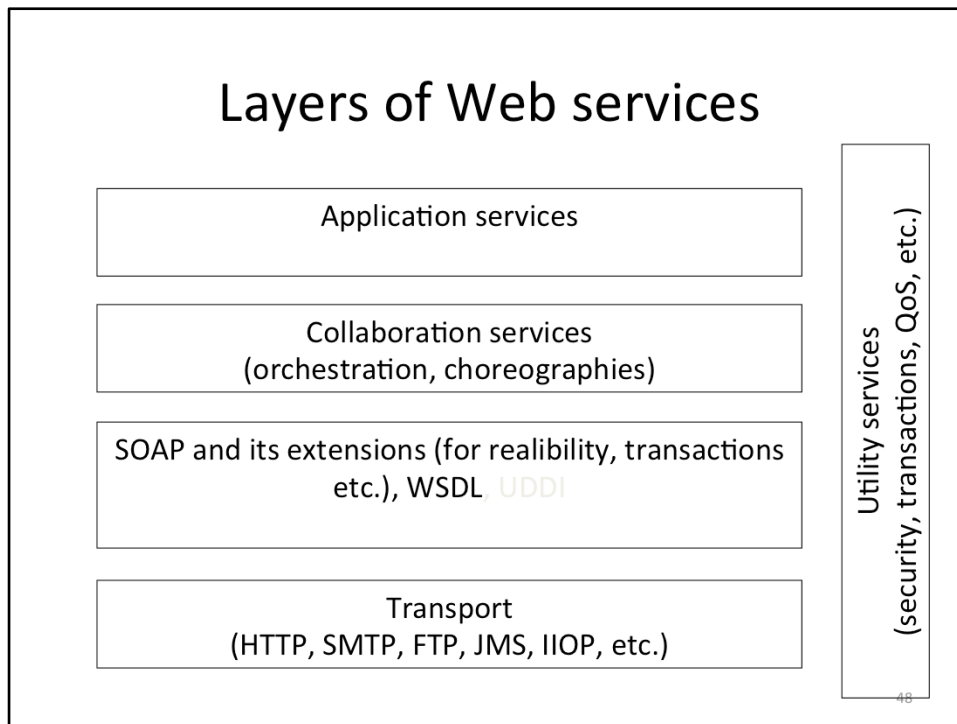 Layers of Web services
Application services
Collaboration services
(orchestration, choreographies)
SOAP and its extensions (for realibility, transactions
etc.), WSDL, UDDI
Transport
(HTTP, SMTP, FTP, JMS, IIOP, etc.)
Utility services
(security, transactions, QoS, etc.)
48